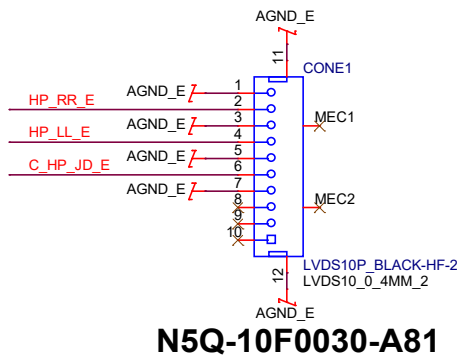 AGND_E
11
CONE1
AGND_E 1
HP_RR_E 2
AGND_E 3 MEC1
HP_LL_E 4
AGND_E 5
C_HP_JD_E 6
AGND_E 7
8 MEC2
9
10
12
LVDS10P_BLACK-HF-2
LVDS10_0_4MM_2
AGND_E
N5Q-10F0030-A81